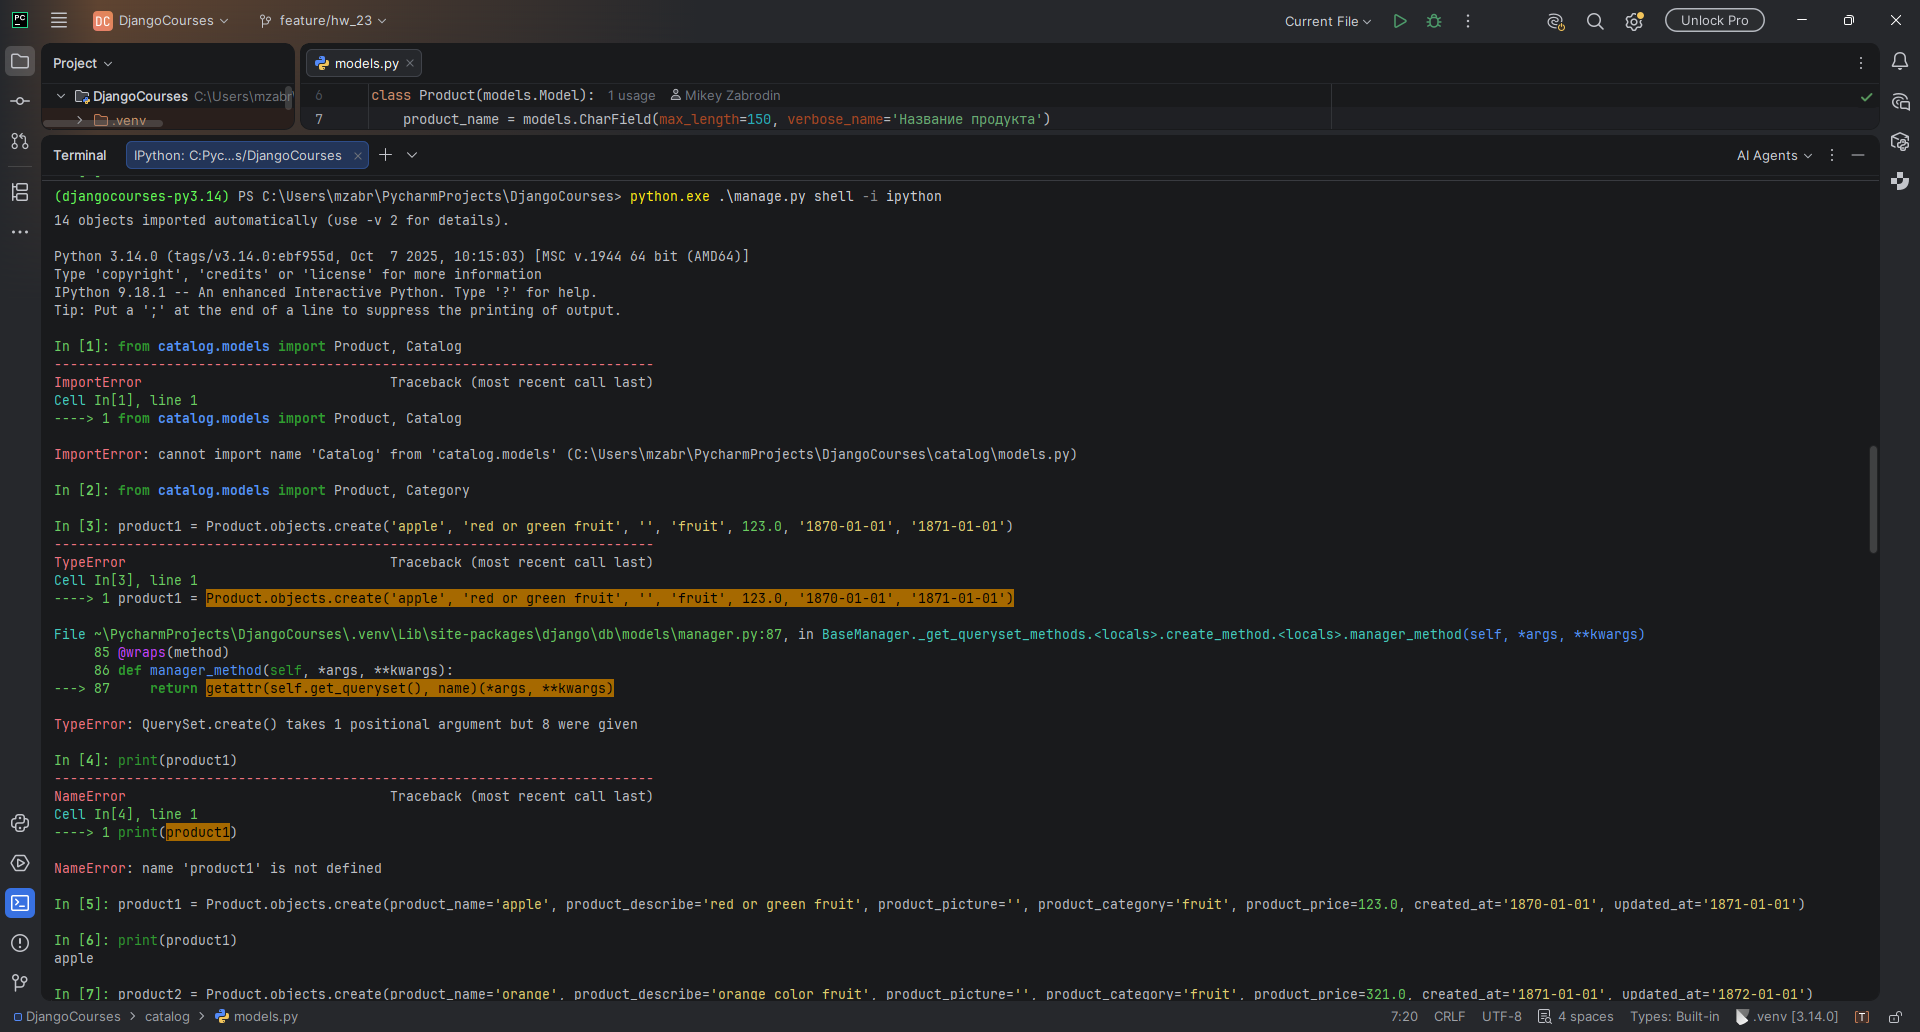 PC
DC DjangoCourses
feature/hw_23
Current File
Unlock Pro
Project
models.py
DjangoCourses C:\Users\mzabr\
.venv
6 class Product(models.Model): 1 usage Mikey Zabrodin
7 product_name = models.CharField(max_length=150, verbose_name='Название продукта')
Terminal
IPython: C:Pyc...s/DjangoCourses
AI Agents
(djangocourses-py3.14) PS C:\Users\mzabr\PycharmProjects\DjangoCourses> python.exe .\manage.py shell -i ipython
14 objects imported automatically (use -v 2 for details).
Python 3.14.0 (tags/v3.14.0:ebf955d, Oct  7 2025, 10:15:03) [MSC v.1944 64 bit (AMD64)]
Type 'copyright', 'credits' or 'license' for more information
IPython 9.18.1 -- An enhanced Interactive Python. Type '?' for help.
Tip: Put a ';' at the end of a line to suppress the printing of output.
In [1]: from catalog.models import Product, Catalog
---------------------------------------------------------------------------
ImportError                               Traceback (most recent call last)
Cell In[1], line 1
----> 1 from catalog.models import Product, Catalog
ImportError: cannot import name 'Catalog' from 'catalog.models' (C:\Users\mzabr\PycharmProjects\DjangoCourses\catalog\models.py)
In [2]: from catalog.models import Product, Category
In [3]: product1 = Product.objects.create('apple', 'red or green fruit', '', 'fruit', 123.0, '1870-01-01', '1871-01-01')
---------------------------------------------------------------------------
TypeError                                 Traceback (most recent call last)
Cell In[3], line 1
----> 1 product1 = Product.objects.create('apple', 'red or green fruit', '', 'fruit', 123.0, '1870-01-01', '1871-01-01')
File ~\PycharmProjects\DjangoCourses\.venv\Lib\site-packages\django\db\models\manager.py:87, in BaseManager._get_queryset_methods.<locals>.create_method.<locals>.manager_method(self, *args, **kwargs)
     85 @wraps(method)
     86 def manager_method(self, *args, **kwargs):
---> 87     return getattr(self.get_queryset(), name)(*args, **kwargs)
TypeError: QuerySet.create() takes 1 positional argument but 8 were given
In [4]: print(product1)
---------------------------------------------------------------------------
NameError                                 Traceback (most recent call last)
Cell In[4], line 1
----> 1 print(product1)
NameError: name 'product1' is not defined
In [5]: product1 = Product.objects.create(product_name='apple', product_describe='red or green fruit', product_picture='', product_category='fruit', product_price=123.0, created_at='1870-01-01', updated_at='1871-01-01')
In [6]: print(product1)
apple
In [7]: product2 = Product.objects.create(product_name='orange', product_describe='orange color fruit', product_picture='', product_category='fruit', product_price=321.0, created_at='1871-01-01', updated_at='1872-01-01')
DjangoCourses > catalog > models.py
7:20 CRLF UTF-8 4 spaces Types: Built-in .venv [3.14.0] [T]